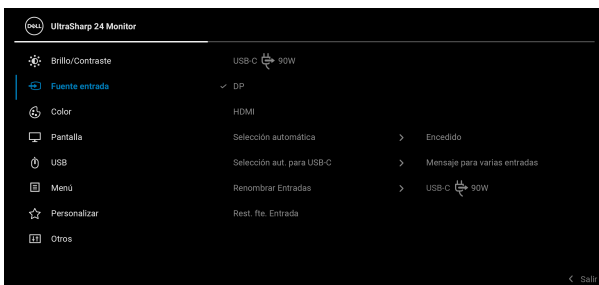 DELL UltraSharp 24 Monitor
Brillo/Contraste USB-C 90W
Fuente entrada DP
Color HDMI
Pantalla Selección automática Encedido
USB Selección aut. para USB-C Mensaje para varias entradas
Menú Renombrar Entradas USB-C 90W
Personalizar Rest. fte. Entrada
Otros
Salir